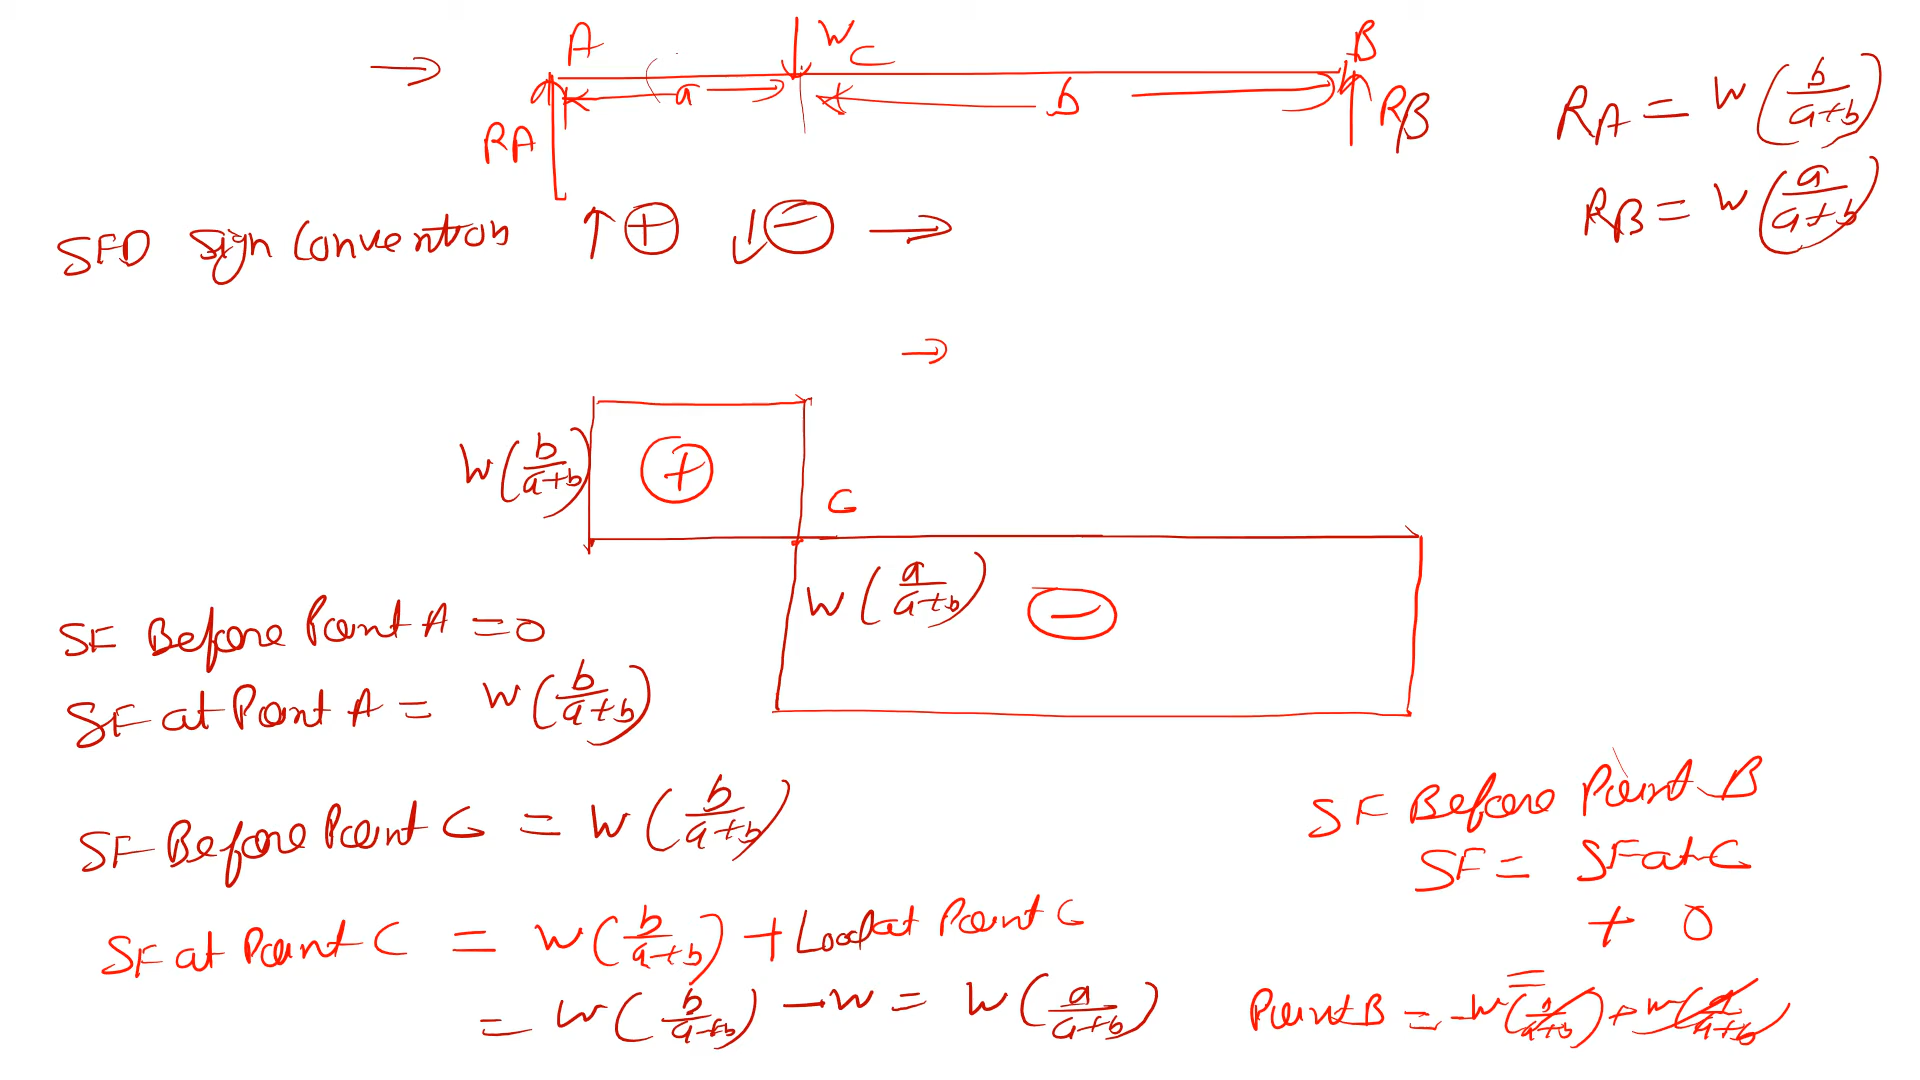 A W C B
a b
RA RB
RA = W (b/a+b)
RB = W (a/a+b)
SFD Sign Convention ↑ ⊕ ↓ ⊖ →
W (b/a+b) +
C
W (a/a+b) −
SF Before Point A = 0
SF at Point A = W (b/a+b)
SF Before Point C = W (b/a+b)
SF at Point C = W (b/a+b) + Load at Point C
= W (b/a+b) − W = W (a/a+b)
SF Before Point B
SF = SF at C
+ 0
=
Point B = −W (a/a+b) + W (a/a+b)